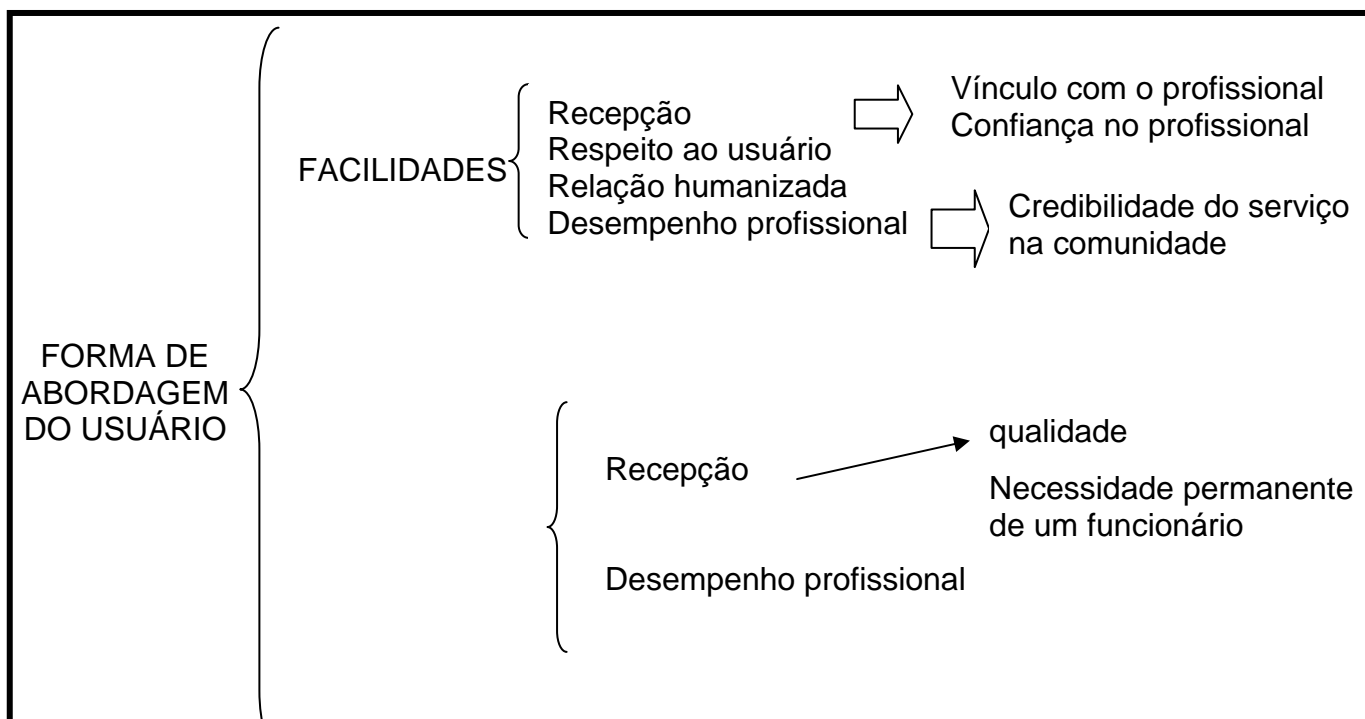 FORMA DE
ABORDAGEM
DO USUÁRIO
FACILIDADES
Recepção
Respeito ao usuário
Relação humanizada
Desempenho profissional
Vínculo com o profissional
Confiança no profissional
Credibilidade do serviço
na comunidade
Recepção
Desempenho profissional
qualidade
Necessidade permanente
de um funcionário